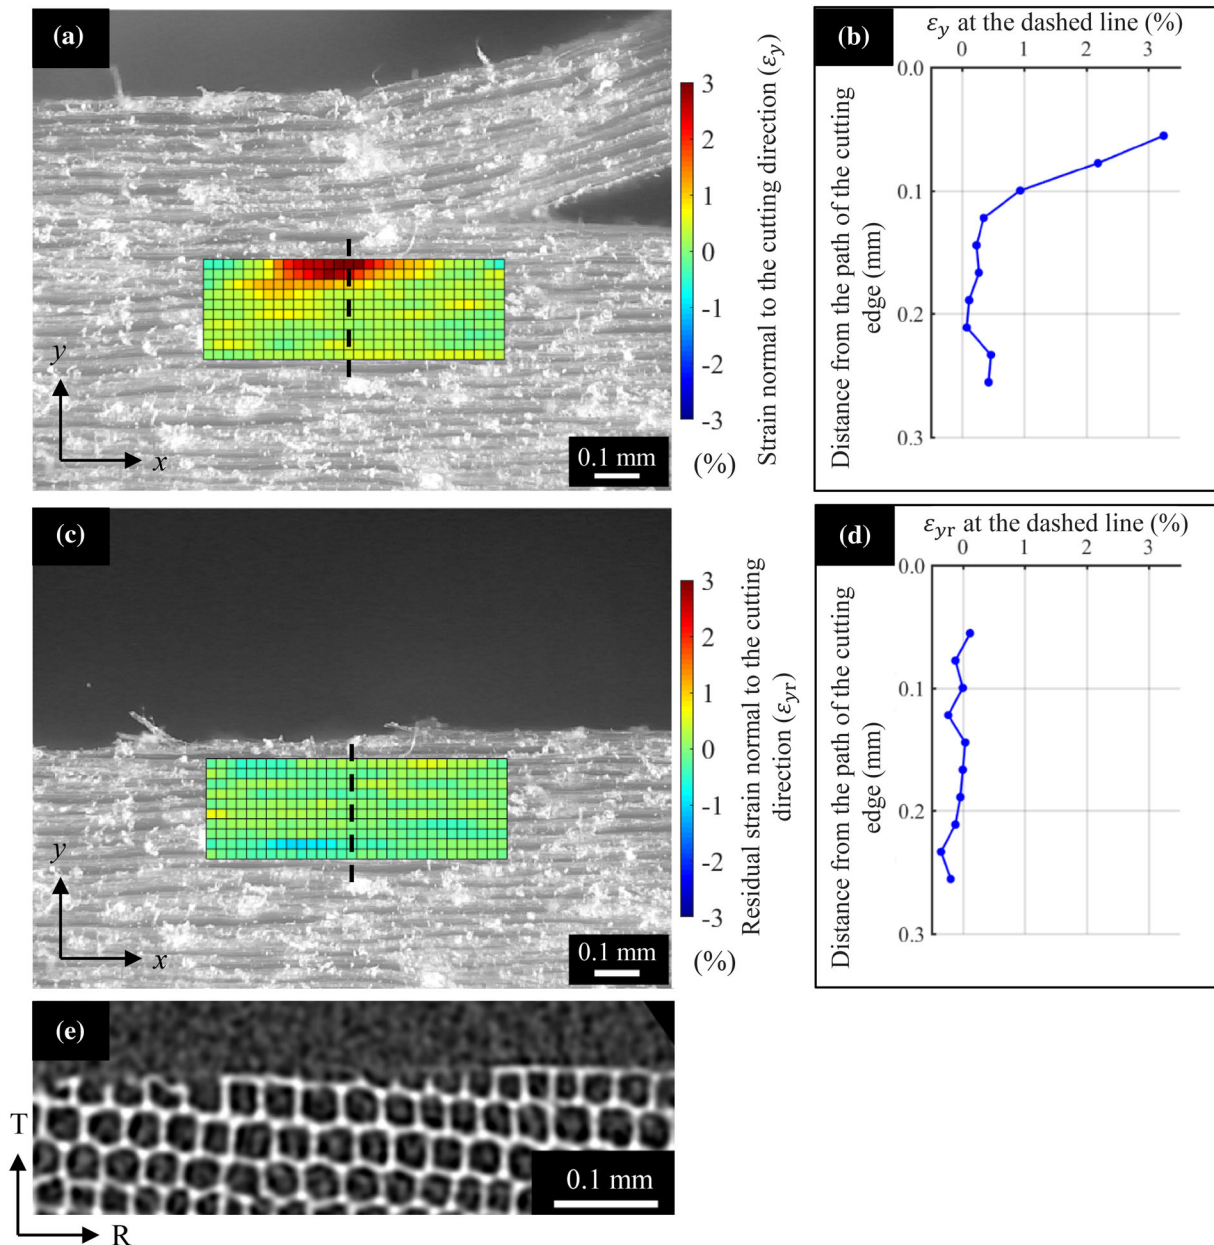 (a)
3
2
1
0
-1
-2
-3
(%)
Strain normal to the cutting direction (εy)
y
x
0.1 mm
(b)
εy at the dashed line (%)
0 1 2 3
0.0
0.1
0.2
0.3
Distance from the path of the cutting
edge (mm)
(c)
3
2
1
0
-1
-2
-3
(%)
Residual strain normal to the cutting
direction (εyr)
y
x
0.1 mm
(d)
εyr at the dashed line (%)
0 1 2 3
0.0
0.1
0.2
0.3
Distance from the path of the cutting
edge (mm)
(e)
T
R
0.1 mm